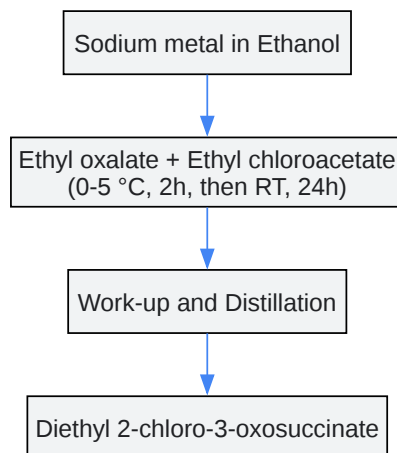 Sodium metal in Ethanol
Ethyl oxalate + Ethyl chloroacetate
(0-5 °C, 2h, then RT, 24h)
Work-up and Distillation
Diethyl 2-chloro-3-oxosuccinate